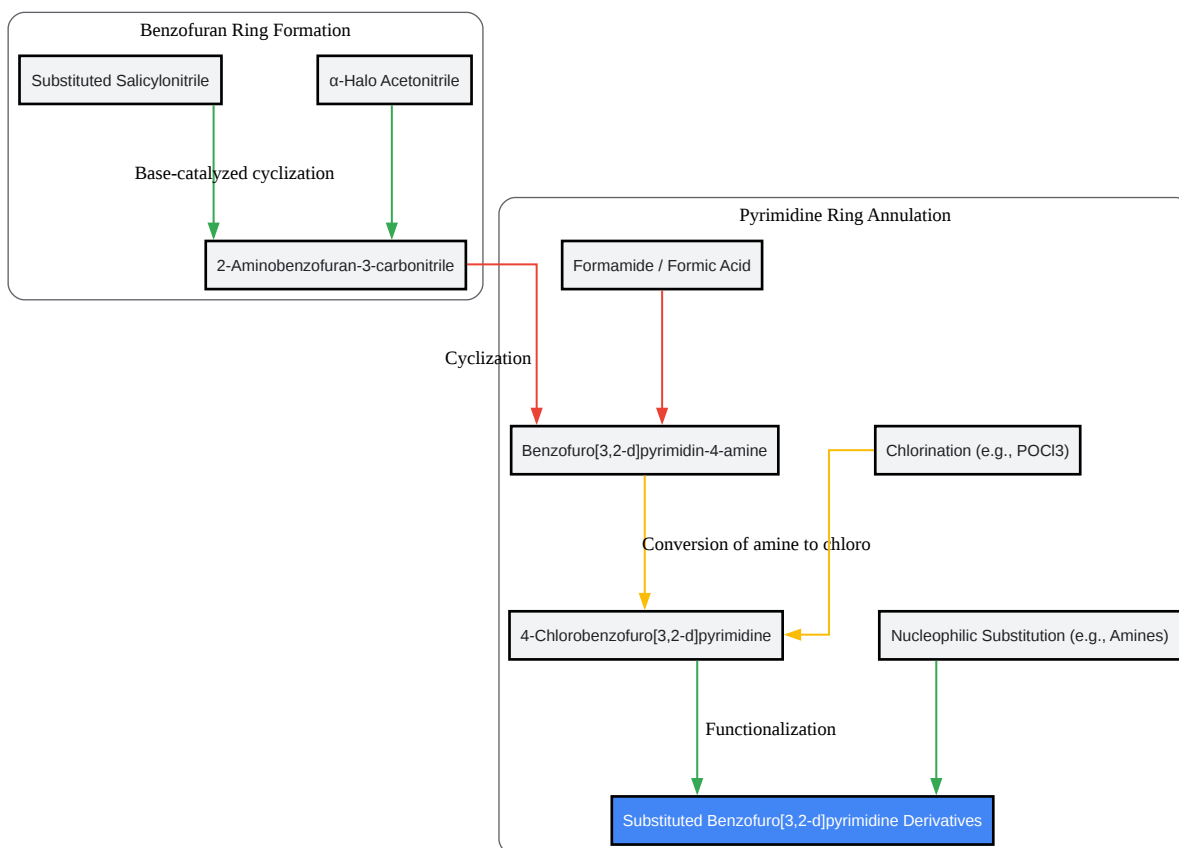 Benzofuran Ring Formation
Substituted Salicylonitrile
α-Halo Acetonitrile
Base-catalyzed cyclization
2-Aminobenzofuran-3-carbonitrile
Pyrimidine Ring Annulation
Formamide / Formic Acid
Cyclization
Benzofuro[3,2-d]pyrimidin-4-amine
Chlorination (e.g., POCl3)
Conversion of amine to chloro
4-Chlorobenzofuro[3,2-d]pyrimidine
Nucleophilic Substitution (e.g., Amines)
Functionalization
Substituted Benzofuro[3,2-d]pyrimidine Derivatives